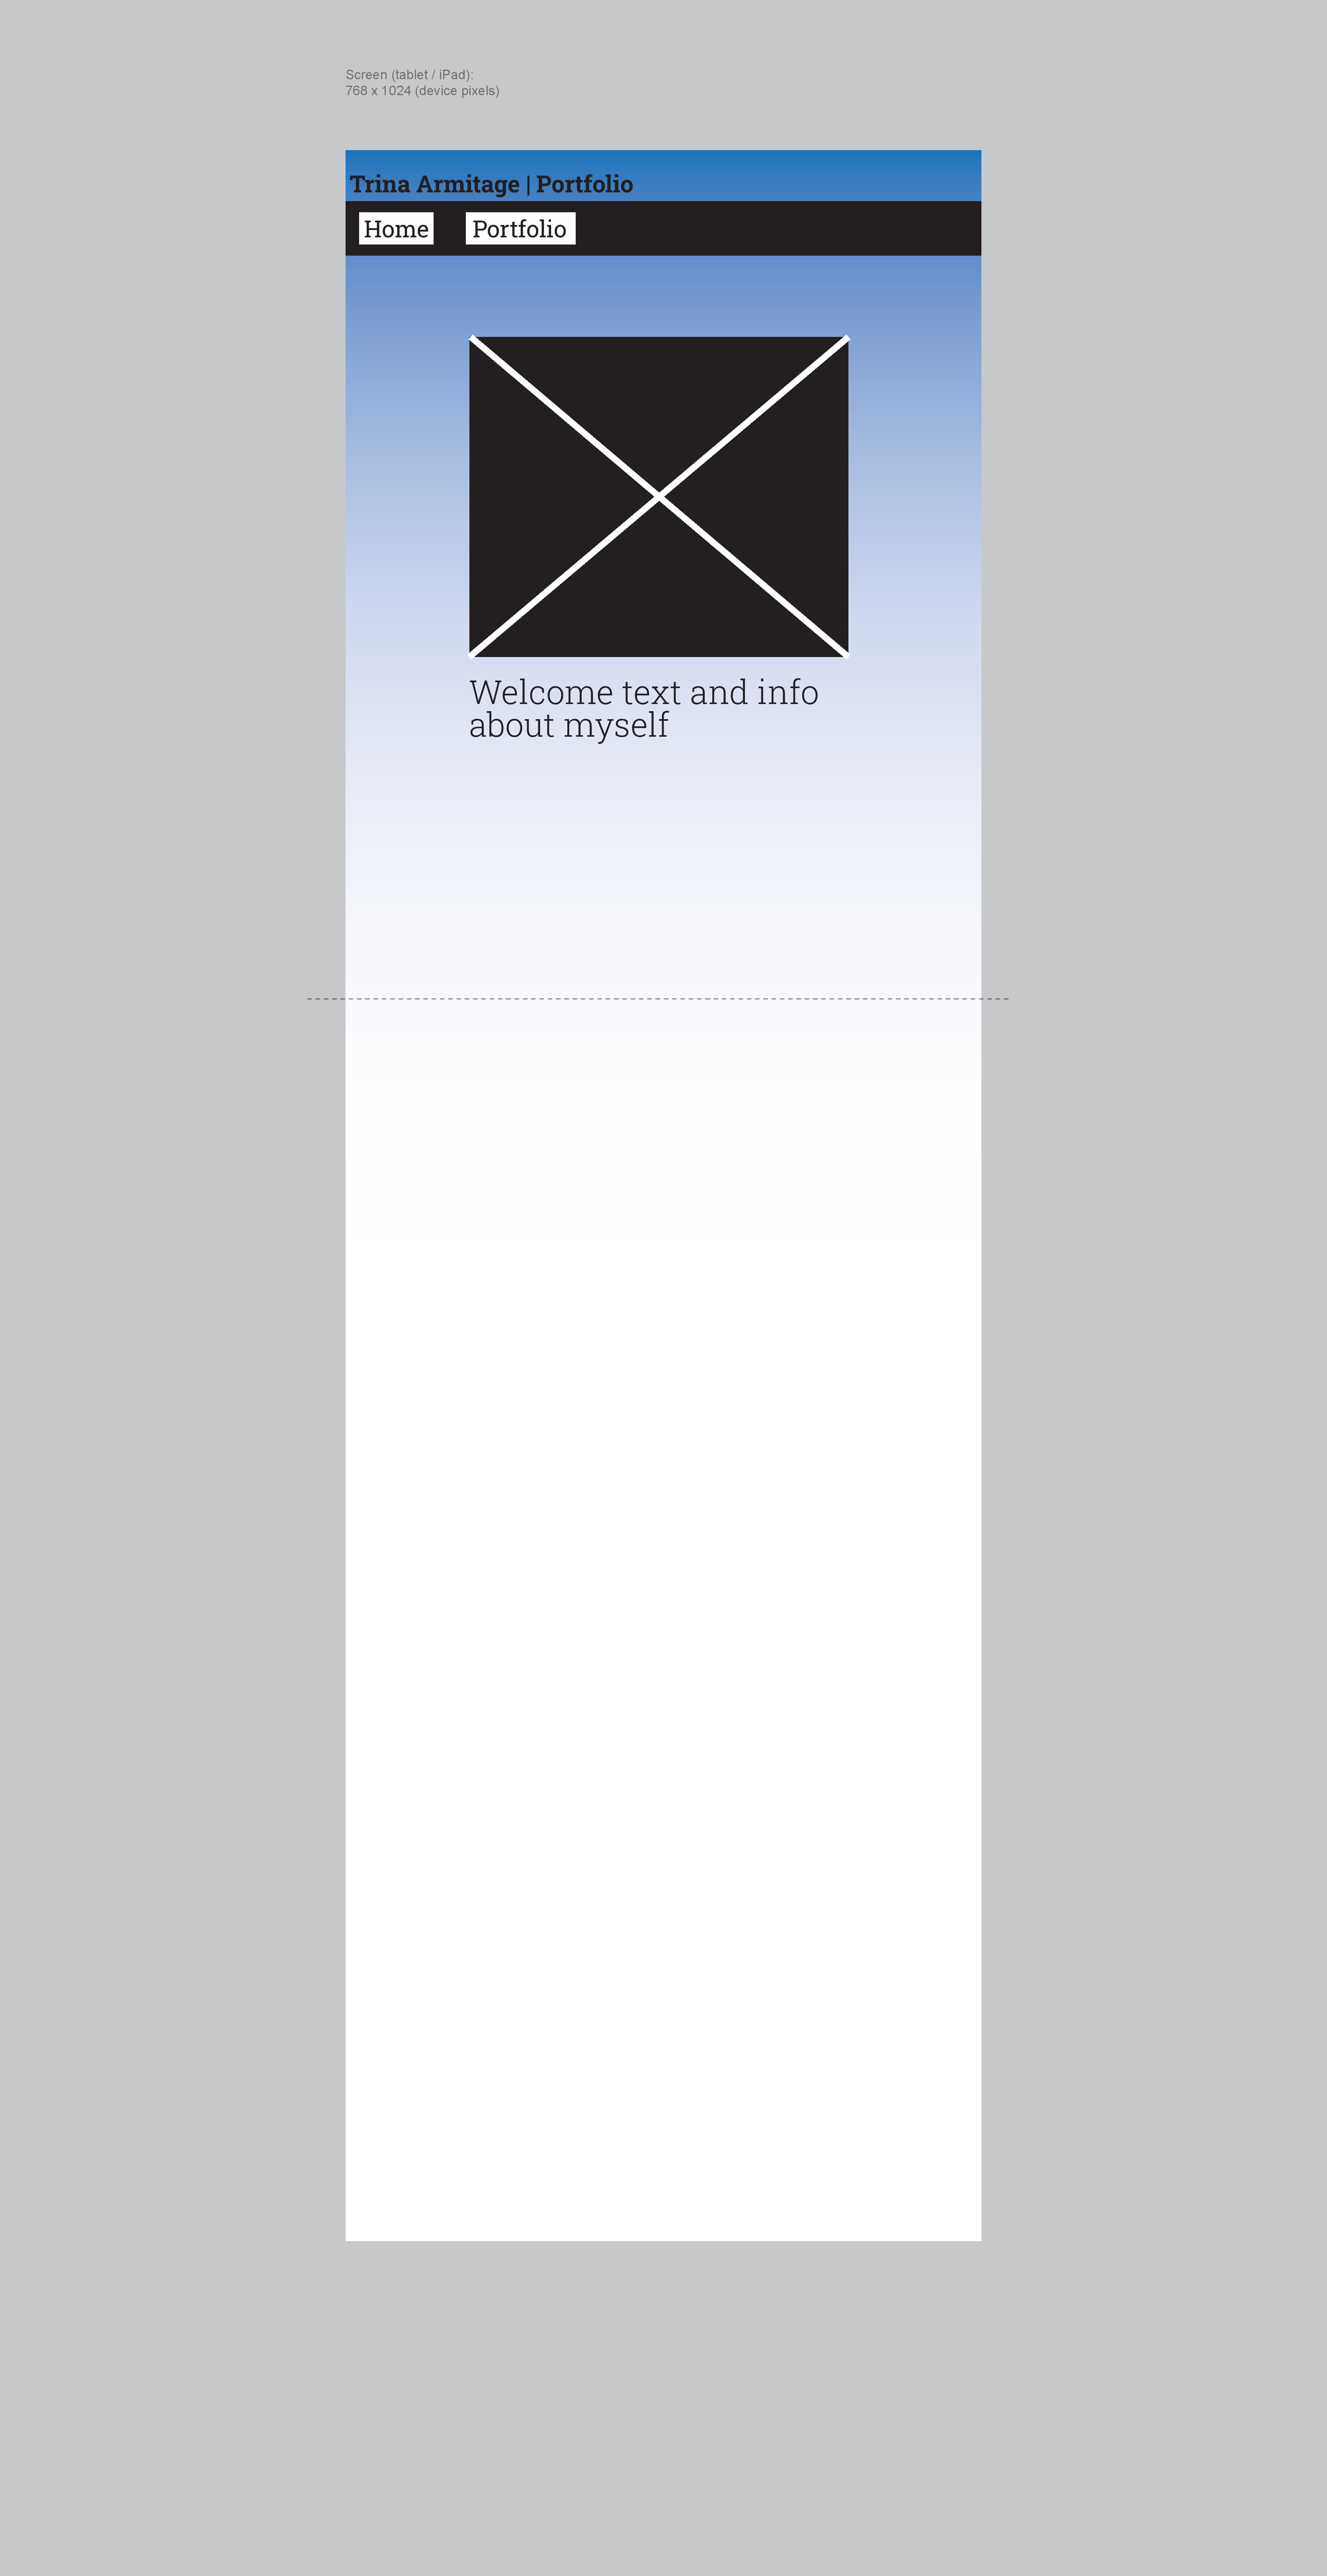 Screen (tablet / iPad):
768 x 1024 (device pixels)
Trina Armitage | Portfolio
Home Portfolio
Welcome text and info
about myself